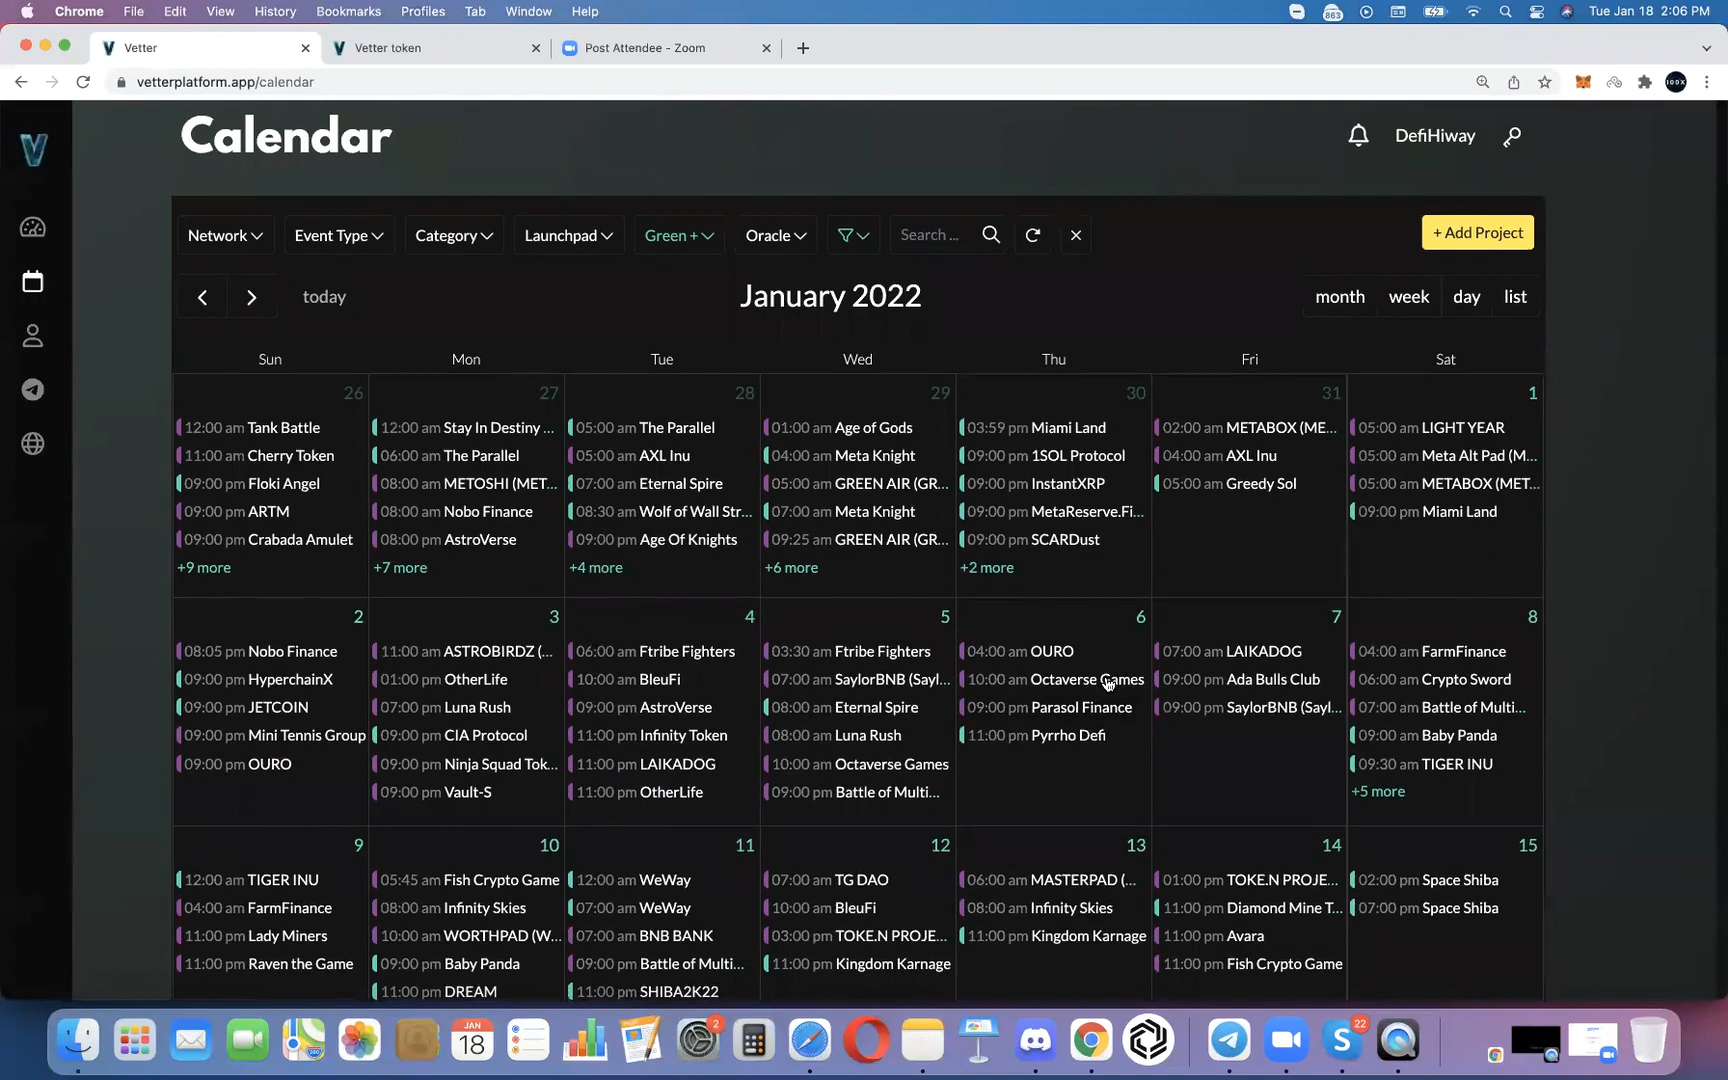 Chrome File Edit View History Bookmarks Profiles Tab Window Help 863 Tue Jan 18 2:06 PM
Vetter Vetter token Post Attendee - Zoom
vetterplatform.app/calendar 100X
V Calendar DefiHiway
Network Event Type Category Launchpad Green + Oracle Search ... + Add Project
today January 2022 month week day list
Sun Mon Tue Wed Thu Fri Sat
26 27 28 29 30 31 1
12:00 am Tank Battle 12:00 am Stay In Destiny ... 05:00 am The Parallel 01:00 am Age of Gods 03:59 pm Miami Land 02:00 am METABOX (ME... 05:00 am LIGHT YEAR
11:00 am Cherry Token 06:00 am The Parallel 05:00 am AXL Inu 04:00 am Meta Knight 09:00 pm 1SOL Protocol 04:00 am AXL Inu 05:00 am Meta Alt Pad (M...
09:00 pm Floki Angel 08:00 am METOSHI (MET... 07:00 am Eternal Spire 05:00 am GREEN AIR (GR... 09:00 pm InstantXRP 05:00 am Greedy Sol 05:00 am METABOX (MET...
09:00 pm ARTM 08:00 am Nobo Finance 08:30 am Wolf of Wall Str... 07:00 am Meta Knight 09:00 pm MetaReserve.Fi... 09:00 pm Miami Land
09:00 pm Crabada Amulet 08:00 pm AstroVerse 09:00 pm Age Of Knights 09:25 am GREEN AIR (GR... 09:00 pm SCARDust
+9 more +7 more +4 more +6 more +2 more
2 3 4 5 6 7 8
08:05 pm Nobo Finance 11:00 am ASTROBIRDZ (... 06:00 am Ftribe Fighters 03:30 am Ftribe Fighters 04:00 am OURO 07:00 am LAIKADOG 04:00 am FarmFinance
09:00 pm HyperchainX 01:00 pm OtherLife 10:00 am BleuFi 07:00 am SaylorBNB (Sayl... 10:00 am Octaverse Games 09:00 pm Ada Bulls Club 06:00 am Crypto Sword
09:00 pm JETCOIN 07:00 pm Luna Rush 09:00 pm AstroVerse 08:00 am Eternal Spire 09:00 pm Parasol Finance 09:00 pm SaylorBNB (Sayl... 07:00 am Battle of Multi...
09:00 pm Mini Tennis Group 09:00 pm CIA Protocol 11:00 pm Infinity Token 08:00 am Luna Rush 11:00 pm Pyrrho Defi 09:00 am Baby Panda
09:00 pm OURO 09:00 pm Ninja Squad Tok... 11:00 pm LAIKADOG 10:00 am Octaverse Games 09:30 am TIGER INU
09:00 pm Vault-S 11:00 pm OtherLife 09:00 pm Battle of Multi... +5 more
9 10 11 12 13 14 15
12:00 am TIGER INU 05:45 am Fish Crypto Game 12:00 am WeWay 07:00 am TG DAO 06:00 am MASTERPAD (... 01:00 pm TOKE.N PROJE... 02:00 pm Space Shiba
04:00 am FarmFinance 08:00 am Infinity Skies 07:00 am WeWay 10:00 am BleuFi 08:00 am Infinity Skies 11:00 pm Diamond Mine T... 07:00 pm Space Shiba
11:00 pm Lady Miners 10:00 am WORTHPAD (W... 07:00 am BNB BANK 03:00 pm TOKE.N PROJE... 11:00 pm Kingdom Karnage 11:00 pm Avara
11:00 pm Raven the Game 09:00 pm Baby Panda 09:00 pm Battle of Multi... 11:00 pm Kingdom Karnage 11:00 pm Fish Crypto Game
11:00 pm DREAM 11:00 pm SHIBA2K22
JAN 18 2 22